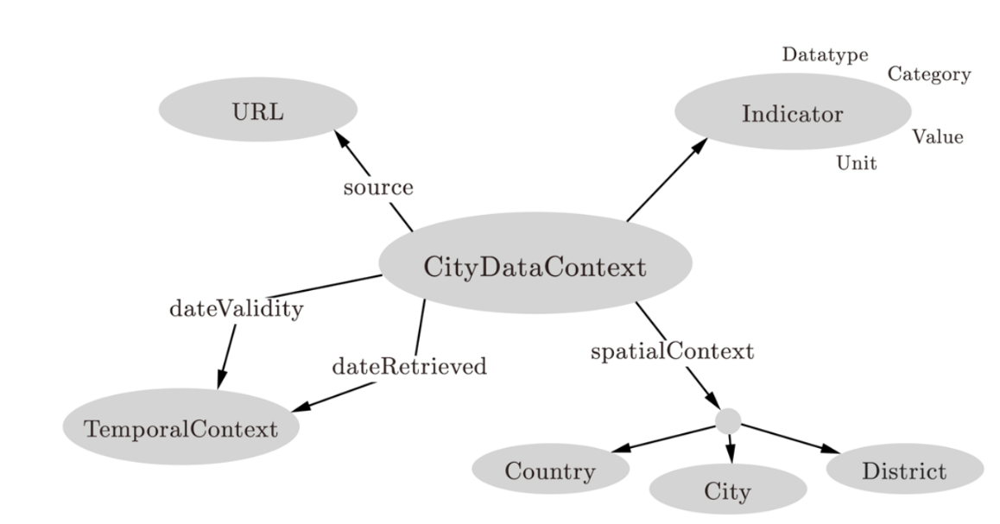 Datatype
Category
URL
Indicator
Value
Unit
source
CityDataContext
dateValidity
spatialContext
dateRetrieved
TemporalContext
Country
City
District